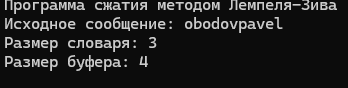 Программа сжатия методом Лемпеля-Зива
Исходное сообщение: obodovpavel
Размер словаря: 3
Размер буфера: 4